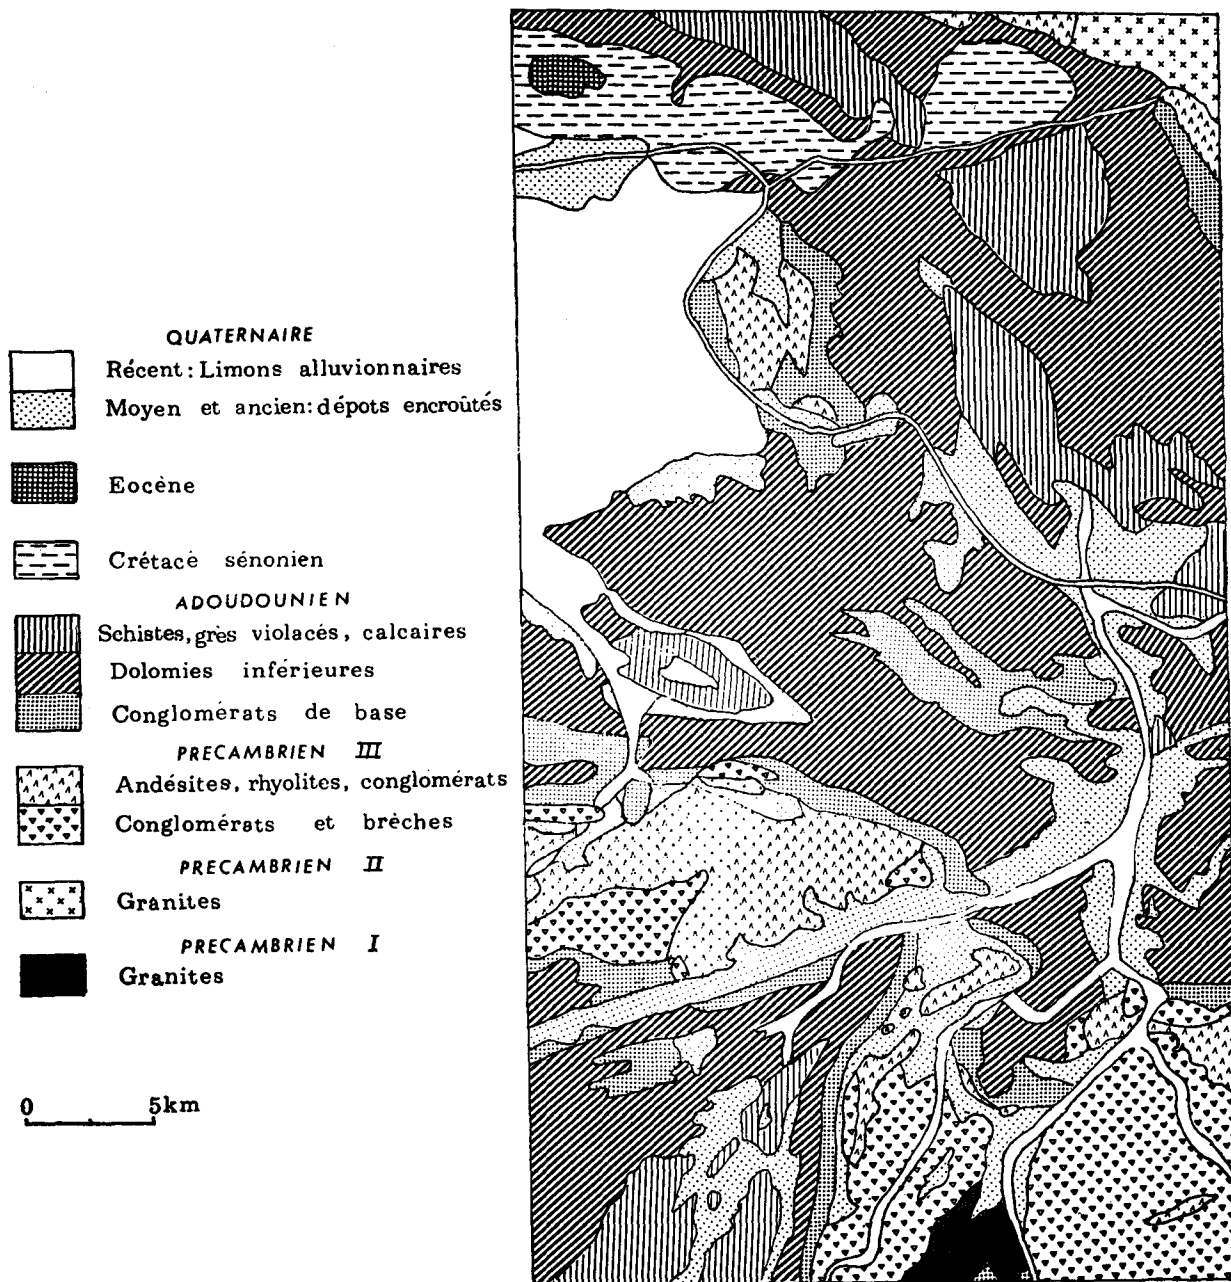 QUATERNAIRE
Récent: Limons alluvionnaires
Moyen et ancien: dépots encroûtés
Eocène
Crétacé sénonien
ADOUDOUNIEN
Schistes, grès violacés, calcaires
Dolomies inférieures
Conglomérats de base
PRECAMBRIEN III
Andésites, rhyolites, conglomérats
Conglomérats et brèches
PRECAMBRIEN II
Granites
PRECAMBRIEN I
Granites
0 5km